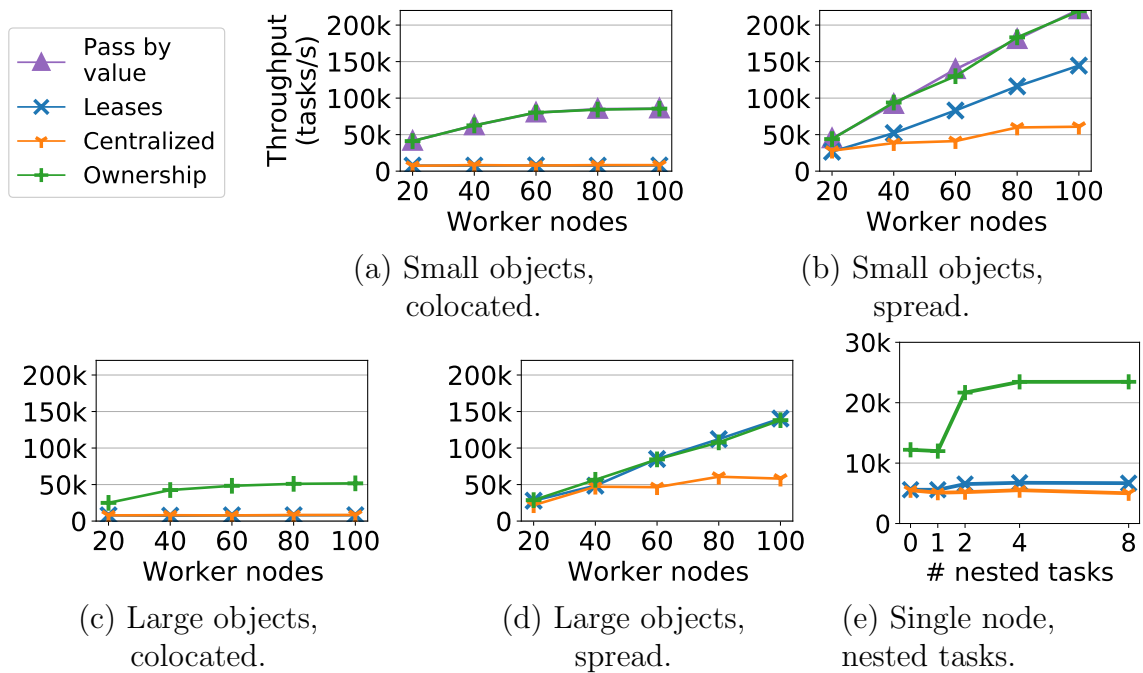 Pass by
value
Leases
Centralized
Ownership
Throughput
(tasks/s)
200k
150k
100k
50k
0
20 40 60 80 100
Worker nodes
(a) Small objects,
colocated.
200k
150k
100k
50k
0
20 40 60 80 100
Worker nodes
(b) Small objects,
spread.
200k
150k
100k
50k
0
20 40 60 80 100
Worker nodes
(c) Large objects,
colocated.
200k
150k
100k
50k
0
20 40 60 80 100
Worker nodes
(d) Large objects,
spread.
30k
20k
10k
0
0 1 2 4 8
# nested tasks
(e) Single node,
nested tasks.